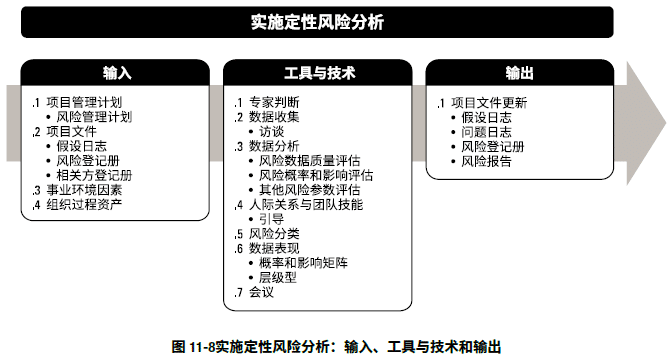 实施定性风险分析
输入
.1 项目管理计划
• 风险管理计划
.2 项目文件
• 假设日志
• 风险登记册
• 相关方登记册
.3 事业环境因素
.4 组织过程资产
工具与技术
.1 专家判断
.2 数据收集
• 访谈
.3 数据分析
• 风险数据质量评估
• 风险概率和影响评估
• 其他风险参数评估
.4 人际关系与团队技能
• 引导
.5 风险分类
.6 数据表现
• 概率和影响矩阵
• 层级型
.7 会议
输出
.1 项目文件更新
• 假设日志
• 问题日志
• 风险登记册
• 风险报告
图 11-8实施定性风险分析：输入、工具与技术和输出